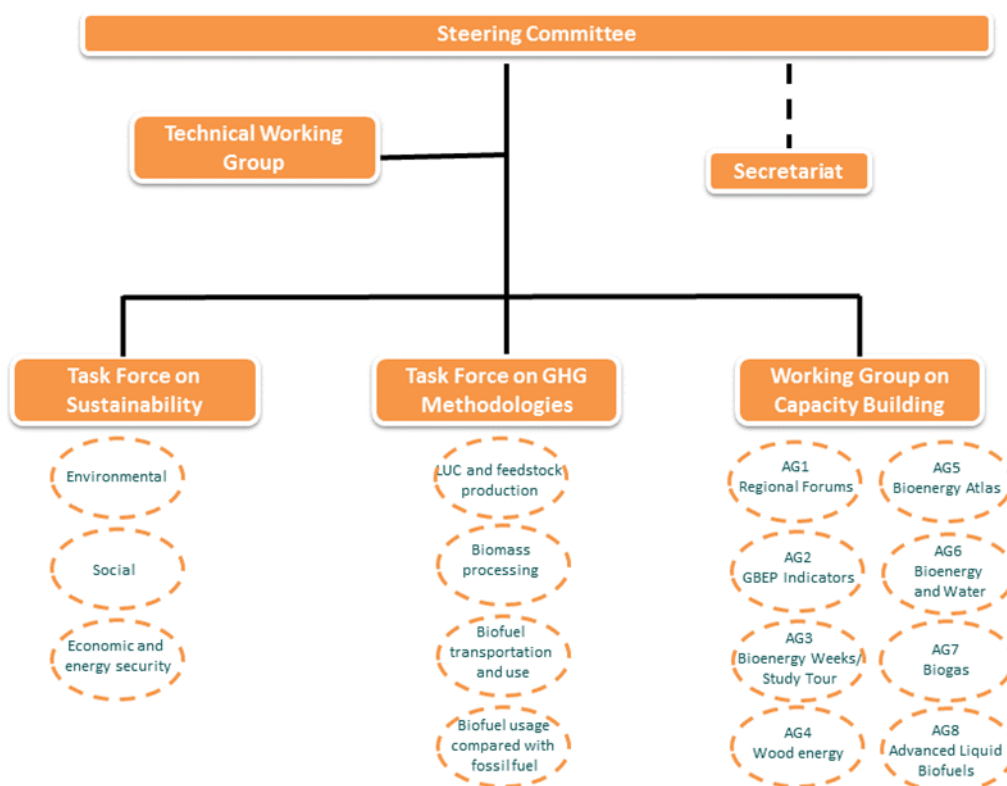 Steering Committee
Technical Working
Group
Secretariat
Task Force on
Sustainability
Task Force on GHG
Methodologies
Working Group on
Capacity Building
Environmental
Social
Economic and
energy security
LUC and feedstock
production
Biomass
processing
Biofuel
transportation
and use
Biofuel usage
compared with
fossil fuel
AG1
Regional Forums
AG2
GBEP Indicators
AG3
Bioenergy Weeks/
Study Tour
AG4
Wood energy
AG5
Bioenergy Atlas
AG6
Bioenergy
and Water
AG7
Biogas
AG8
Advanced Liquid
Biofuels